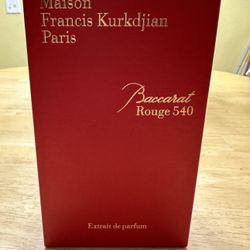 Maison
Francis Kurkdjian
Paris
Baccarat
Rouge 540
Extrait de parfum